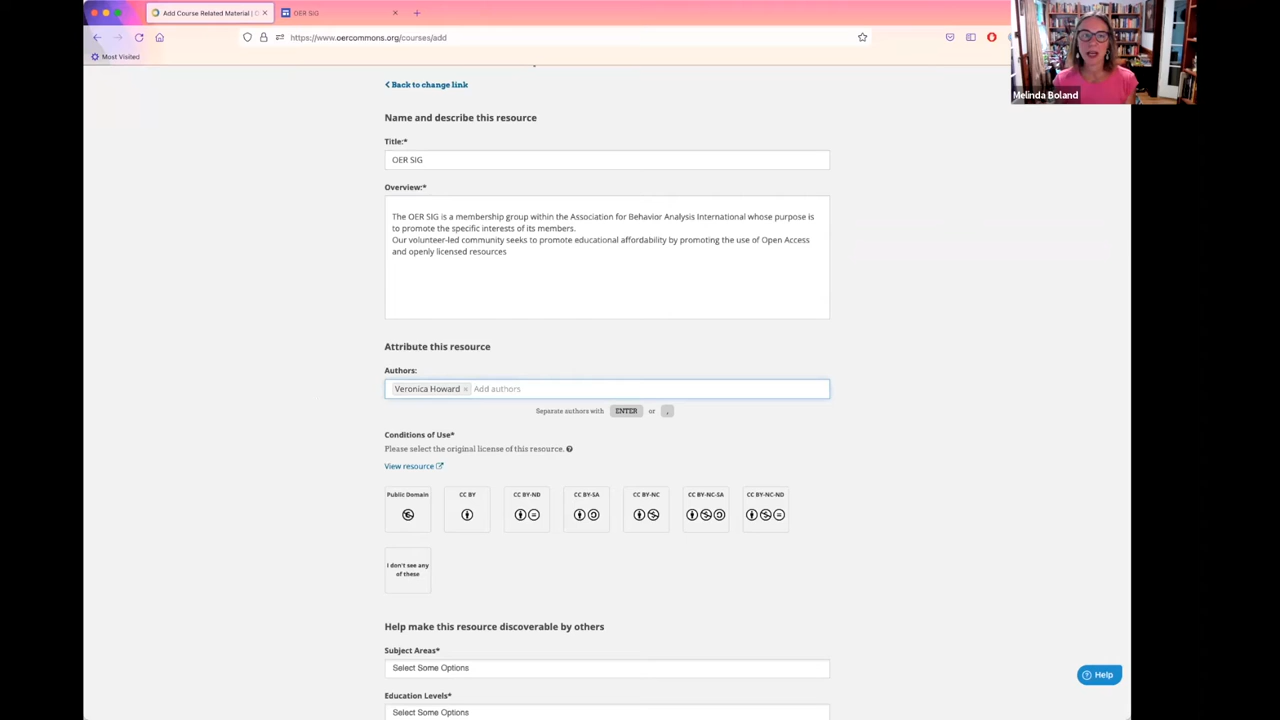 Add Course Related Material | O
OER SIG
https://www.oercommons.org/courses/add
Most Visited
Melinda Boland
Back to change link
Name and describe this resource
Title:*
OER SIG
Overview:*
The OER SIG is a membership group within the Association for Behavior Analysis International whose purpose is
to promote the specific interests of its members.
Our volunteer-led community seeks to promote educational affordability by promoting the use of Open Access
and openly licensed resources
Attribute this resource
Authors:
Veronica Howard × Add authors
Separate authors with ENTER or ,
Conditions of Use*
Please select the original license of this resource.
View resource
Public Domain CC BY CC BY-ND CC BY-SA CC BY-NC CC BY-NC-SA CC BY-NC-ND
I don't see any
of these
Help make this resource discoverable by others
Subject Areas*
Select Some Options
Education Levels*
Select Some Options
Help